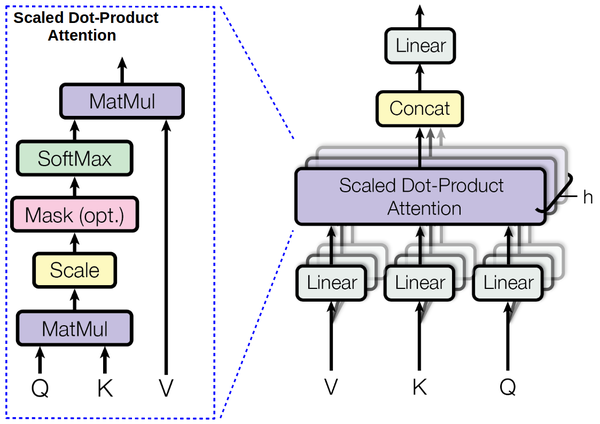 Scaled Dot-Product
Attention
MatMul
SoftMax
Mask (opt.)
Scale
MatMul
Q K V
Linear
Concat
Scaled Dot-Product
Attention
h
Linear Linear Linear
V K Q